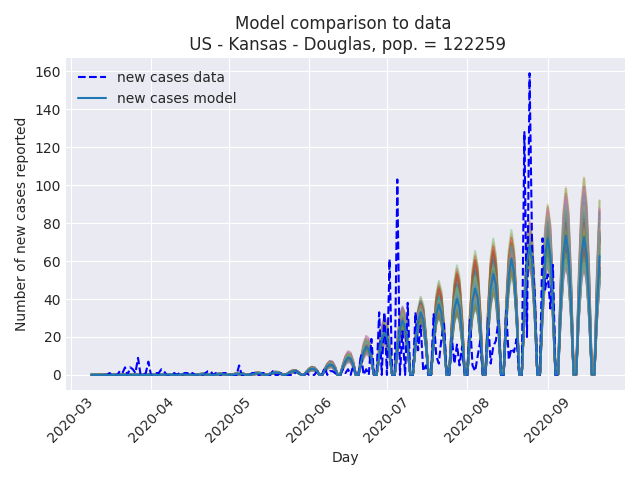 Model comparison to data
US - Kansas - Douglas, pop. = 122259
new cases data
new cases model
Number of new cases reported
160
140
120
100
80
60
40
20
0
2020-03
2020-04
2020-05
2020-06
2020-07
2020-08
2020-09
Day